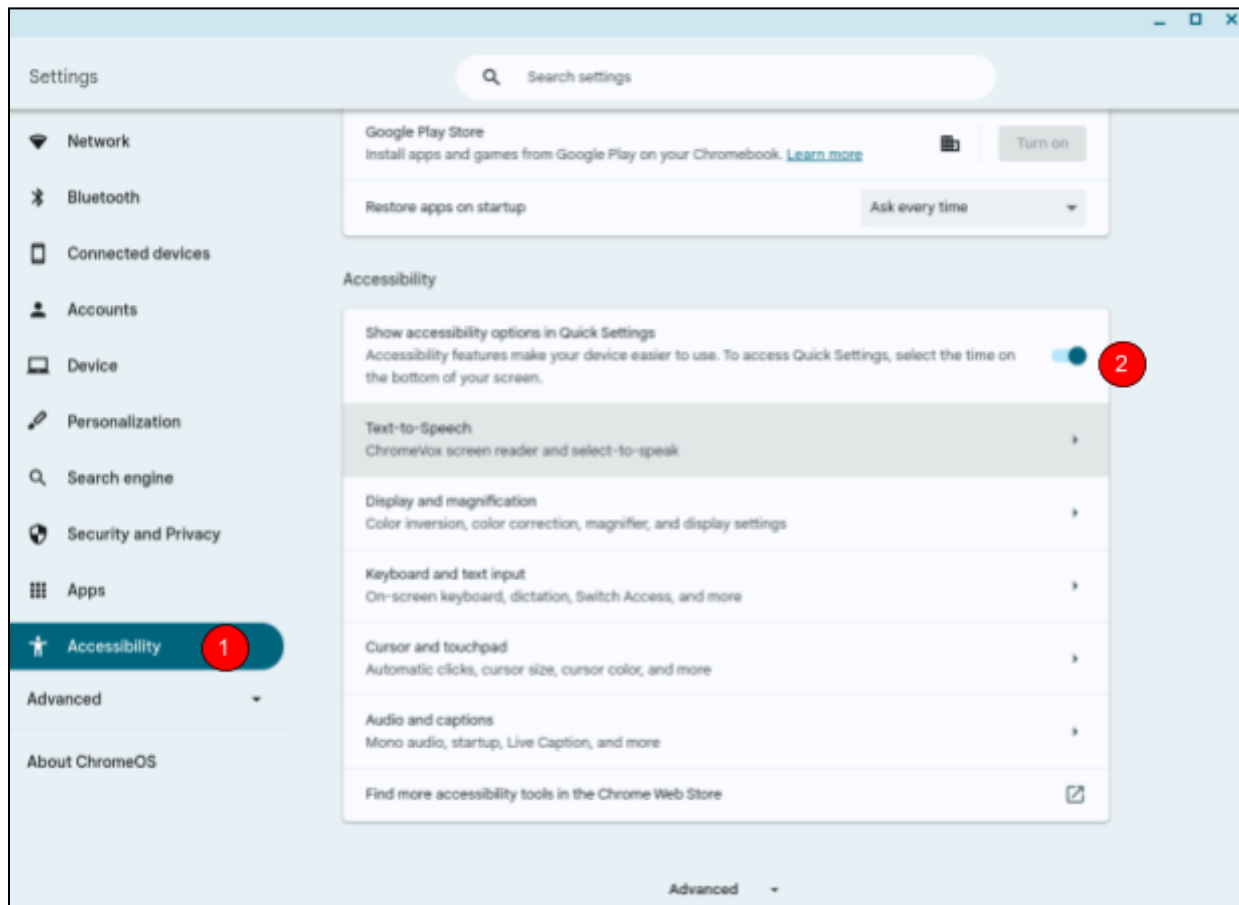 Settings
Search settings
Network
Bluetooth
Connected devices
Accounts
Device
Personalization
Search engine
Security and Privacy
Apps
Accessibility
1
Advanced
About ChromeOS
Google Play Store
Install apps and games from Google Play on your Chromebook. Learn more
Turn on
Restore apps on startup
Ask every time
Accessibility
Show accessibility options in Quick Settings
Accessibility features make your device easier to use. To access Quick Settings, select the time on
the bottom of your screen.
2
Text-to-Speech
ChromeVox screen reader and select-to-speak
Display and magnification
Color inversion, color correction, magnifier, and display settings
Keyboard and text input
On-screen keyboard, dictation, Switch Access, and more
Cursor and touchpad
Automatic clicks, cursor size, cursor color, and more
Audio and captions
Mono audio, startup, Live Caption, and more
Find more accessibility tools in the Chrome Web Store
Advanced